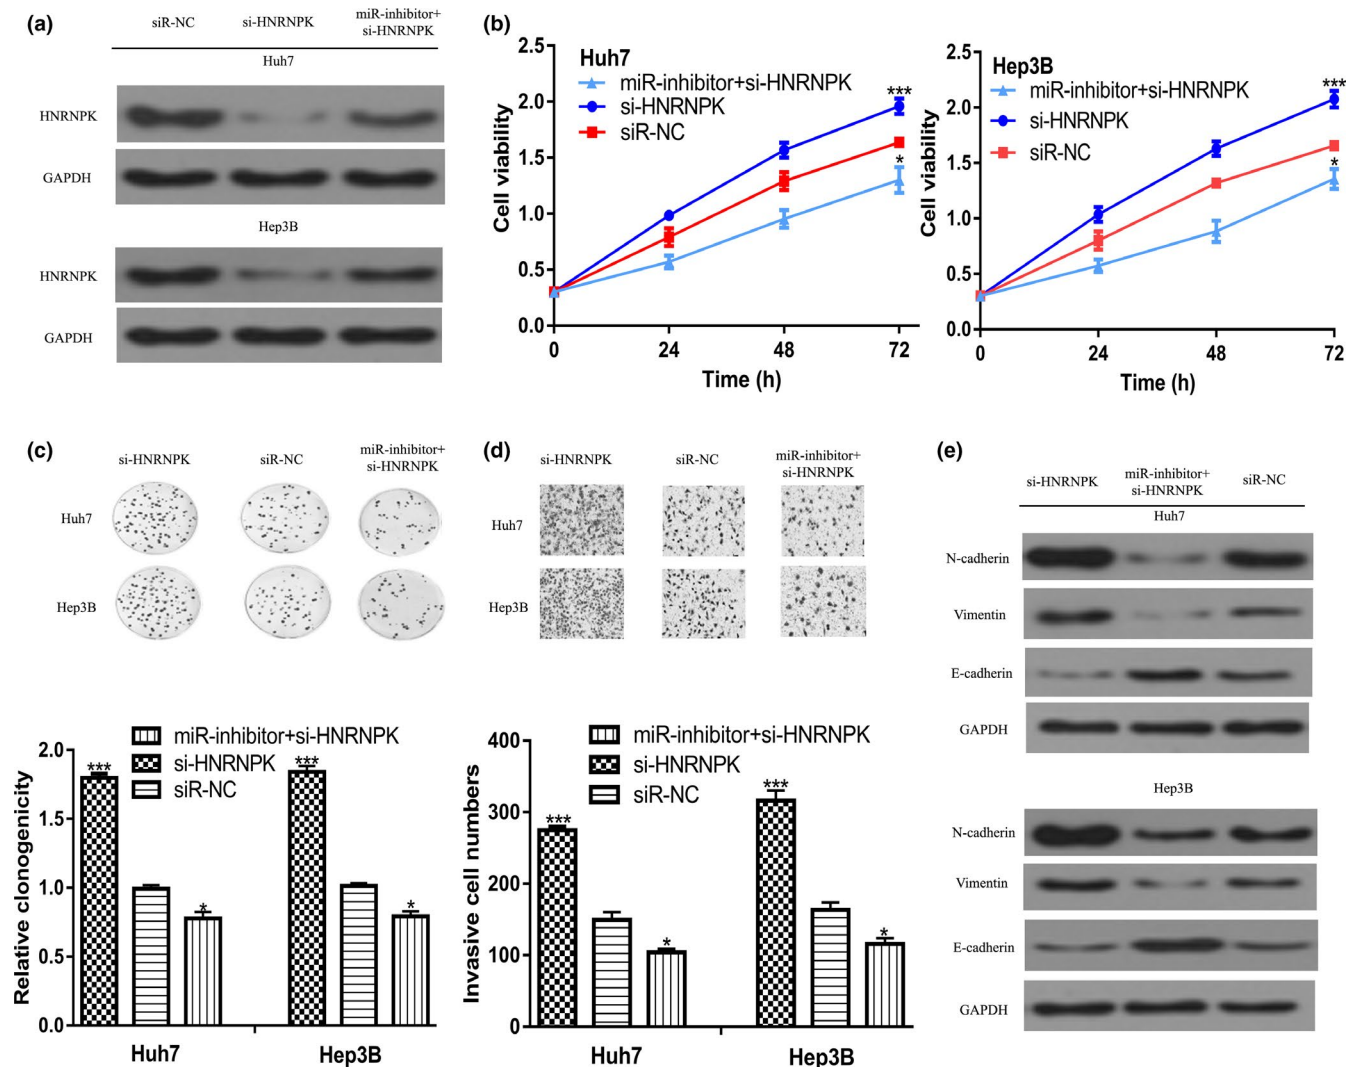 (a)
siR-NC si-HNRNPK miR-inhibitor+
si-HNRNPK
Huh7
HNRNPK
GAPDH
Hep3B
HNRNPK
GAPDH
(b)
Huh7
miR-inhibitor+si-HNRNPK
si-HNRNPK
siR-NC
***
*
Cell viability
2.5
2.0
1.5
1.0
0.5
0.0
0 24 48 72
Time (h)
Hep3B
miR-inhibitor+si-HNRNPK
si-HNRNPK
siR-NC
***
*
Cell viability
2.5
2.0
1.5
1.0
0.5
0.0
0 24 48 72
Time (h)
(c)
si-HNRNPK siR-NC miR-inhibitor+
si-HNRNPK
Huh7
Hep3B
miR-inhibitor+si-HNRNPK
si-HNRNPK
siR-NC
Relative clonogenicity
2.0
1.5
1.0
0.5
0.0
*** * *** *
Huh7 Hep3B
(d)
si-HNRNPK siR-NC miR-inhibitor+
si-HNRNPK
Huh7
Hep3B
miR-inhibitor+si-HNRNPK
si-HNRNPK
siR-NC
Invasive cell numbers
400
300
200
100
0
*** * *** *
Huh7 Hep3B
(e)
si-HNRNPK miR-inhibitor+
si-HNRNPK siR-NC
Huh7
N-cadherin
Vimentin
E-cadherin
GAPDH
Hep3B
N-cadherin
Vimentin
E-cadherin
GAPDH